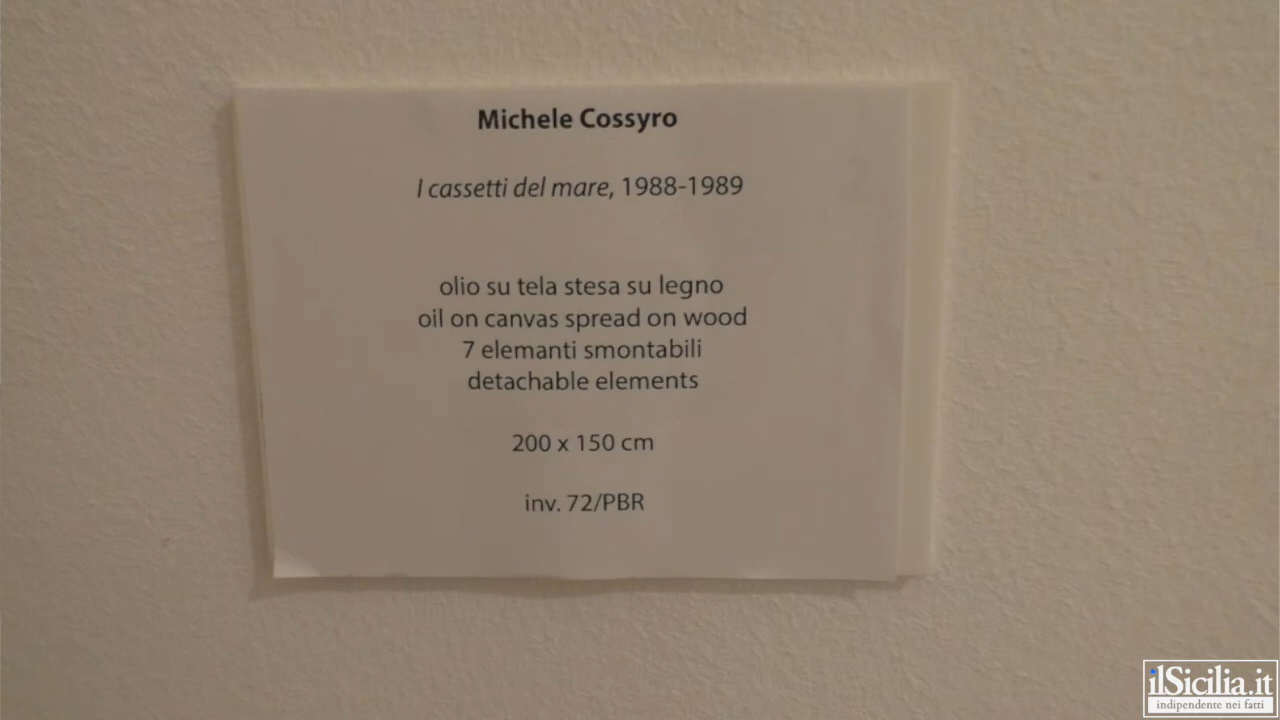 Michele Cossyro
I cassetti del mare, 1988-1989
olio su tela stesa su legno
oil on canvas spread on wood
7 elemanti smontabili
detachable elements
200 x 150 cm
inv. 72/PBR
ilSicilia.it
indipendente nei fatti